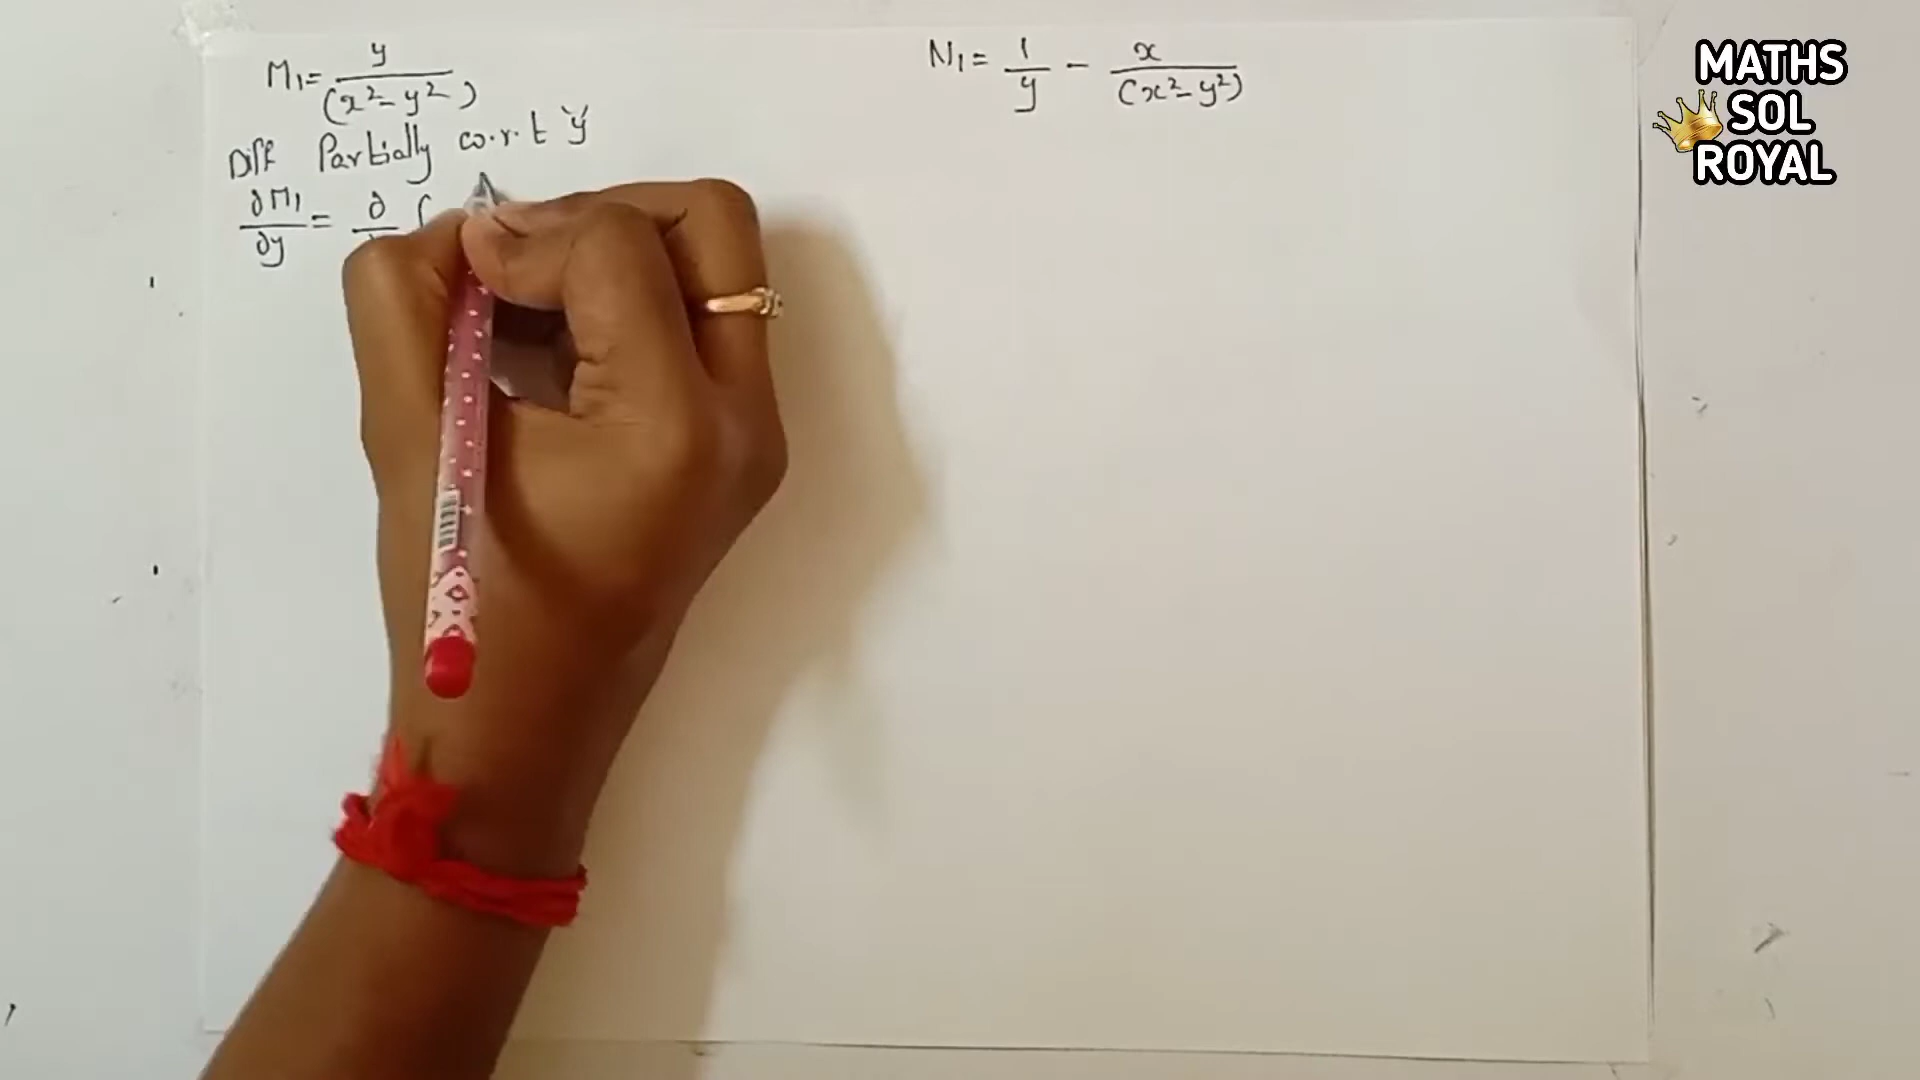 M₁ = y/(x² - y²)
Diff Partially w.r.t 'y'
∂M₁/∂y = ∂
N₁ = 1/y - x/(x² - y²)
MATHS
SOL
ROYAL